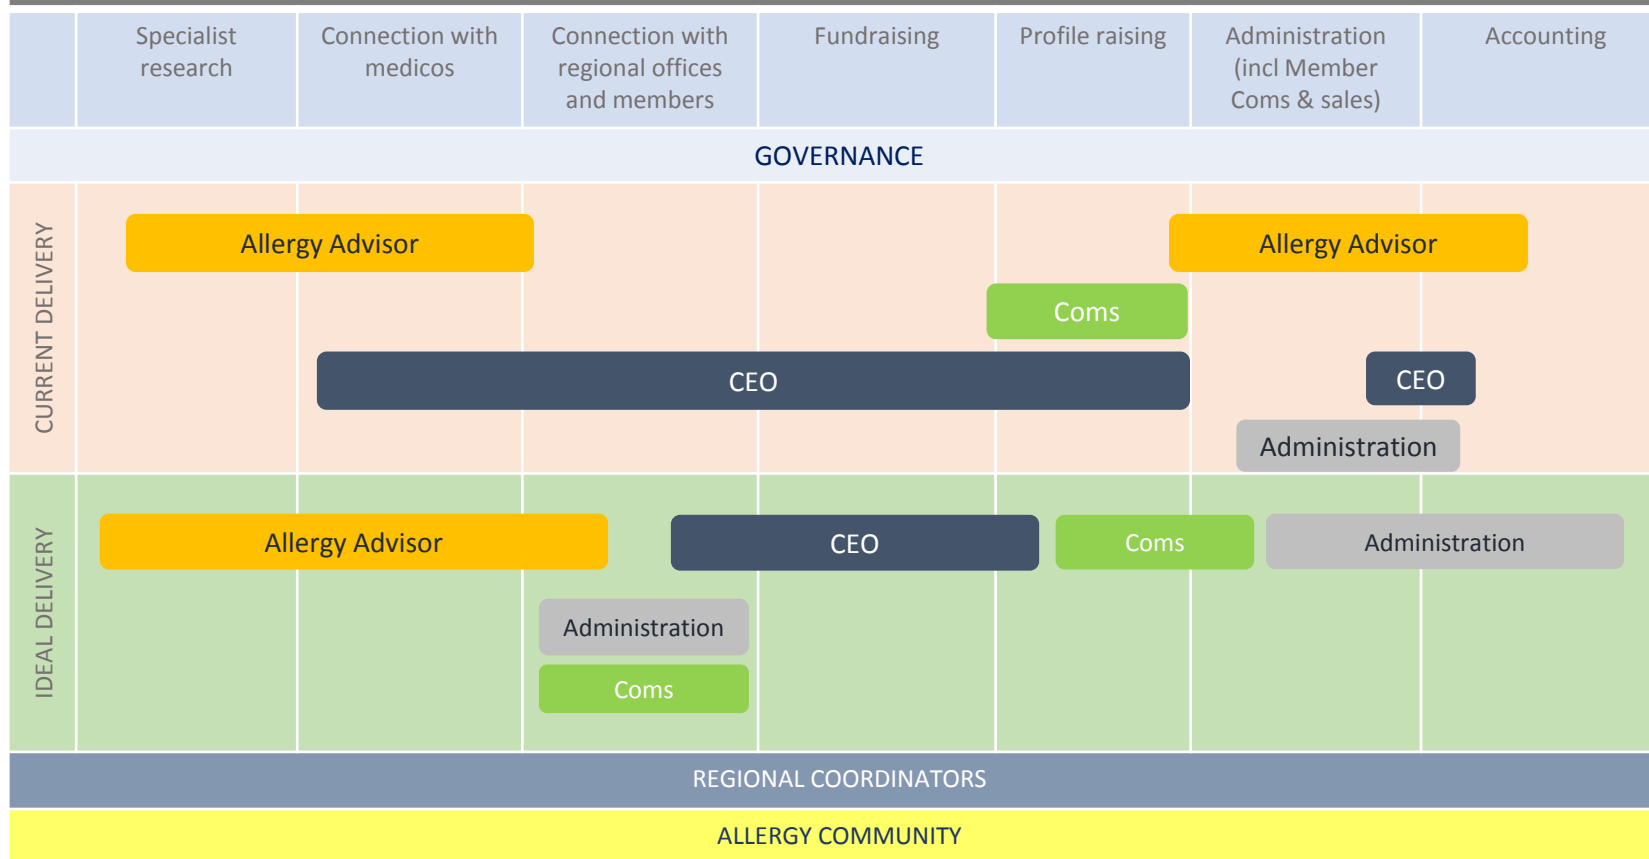 Specialist
research
Connection with
medicos
Connection with
regional offices
and members
Fundraising
Profile raising
Administration
(incl Member
Coms & sales)
Accounting
GOVERNANCE
CURRENT DELIVERY
Allergy Advisor
Allergy Advisor
Coms
CEO
CEO
Administration
IDEAL DELIVERY
Allergy Advisor
CEO
Coms
Administration
Administration
Coms
REGIONAL COORDINATORS
ALLERGY COMMUNITY